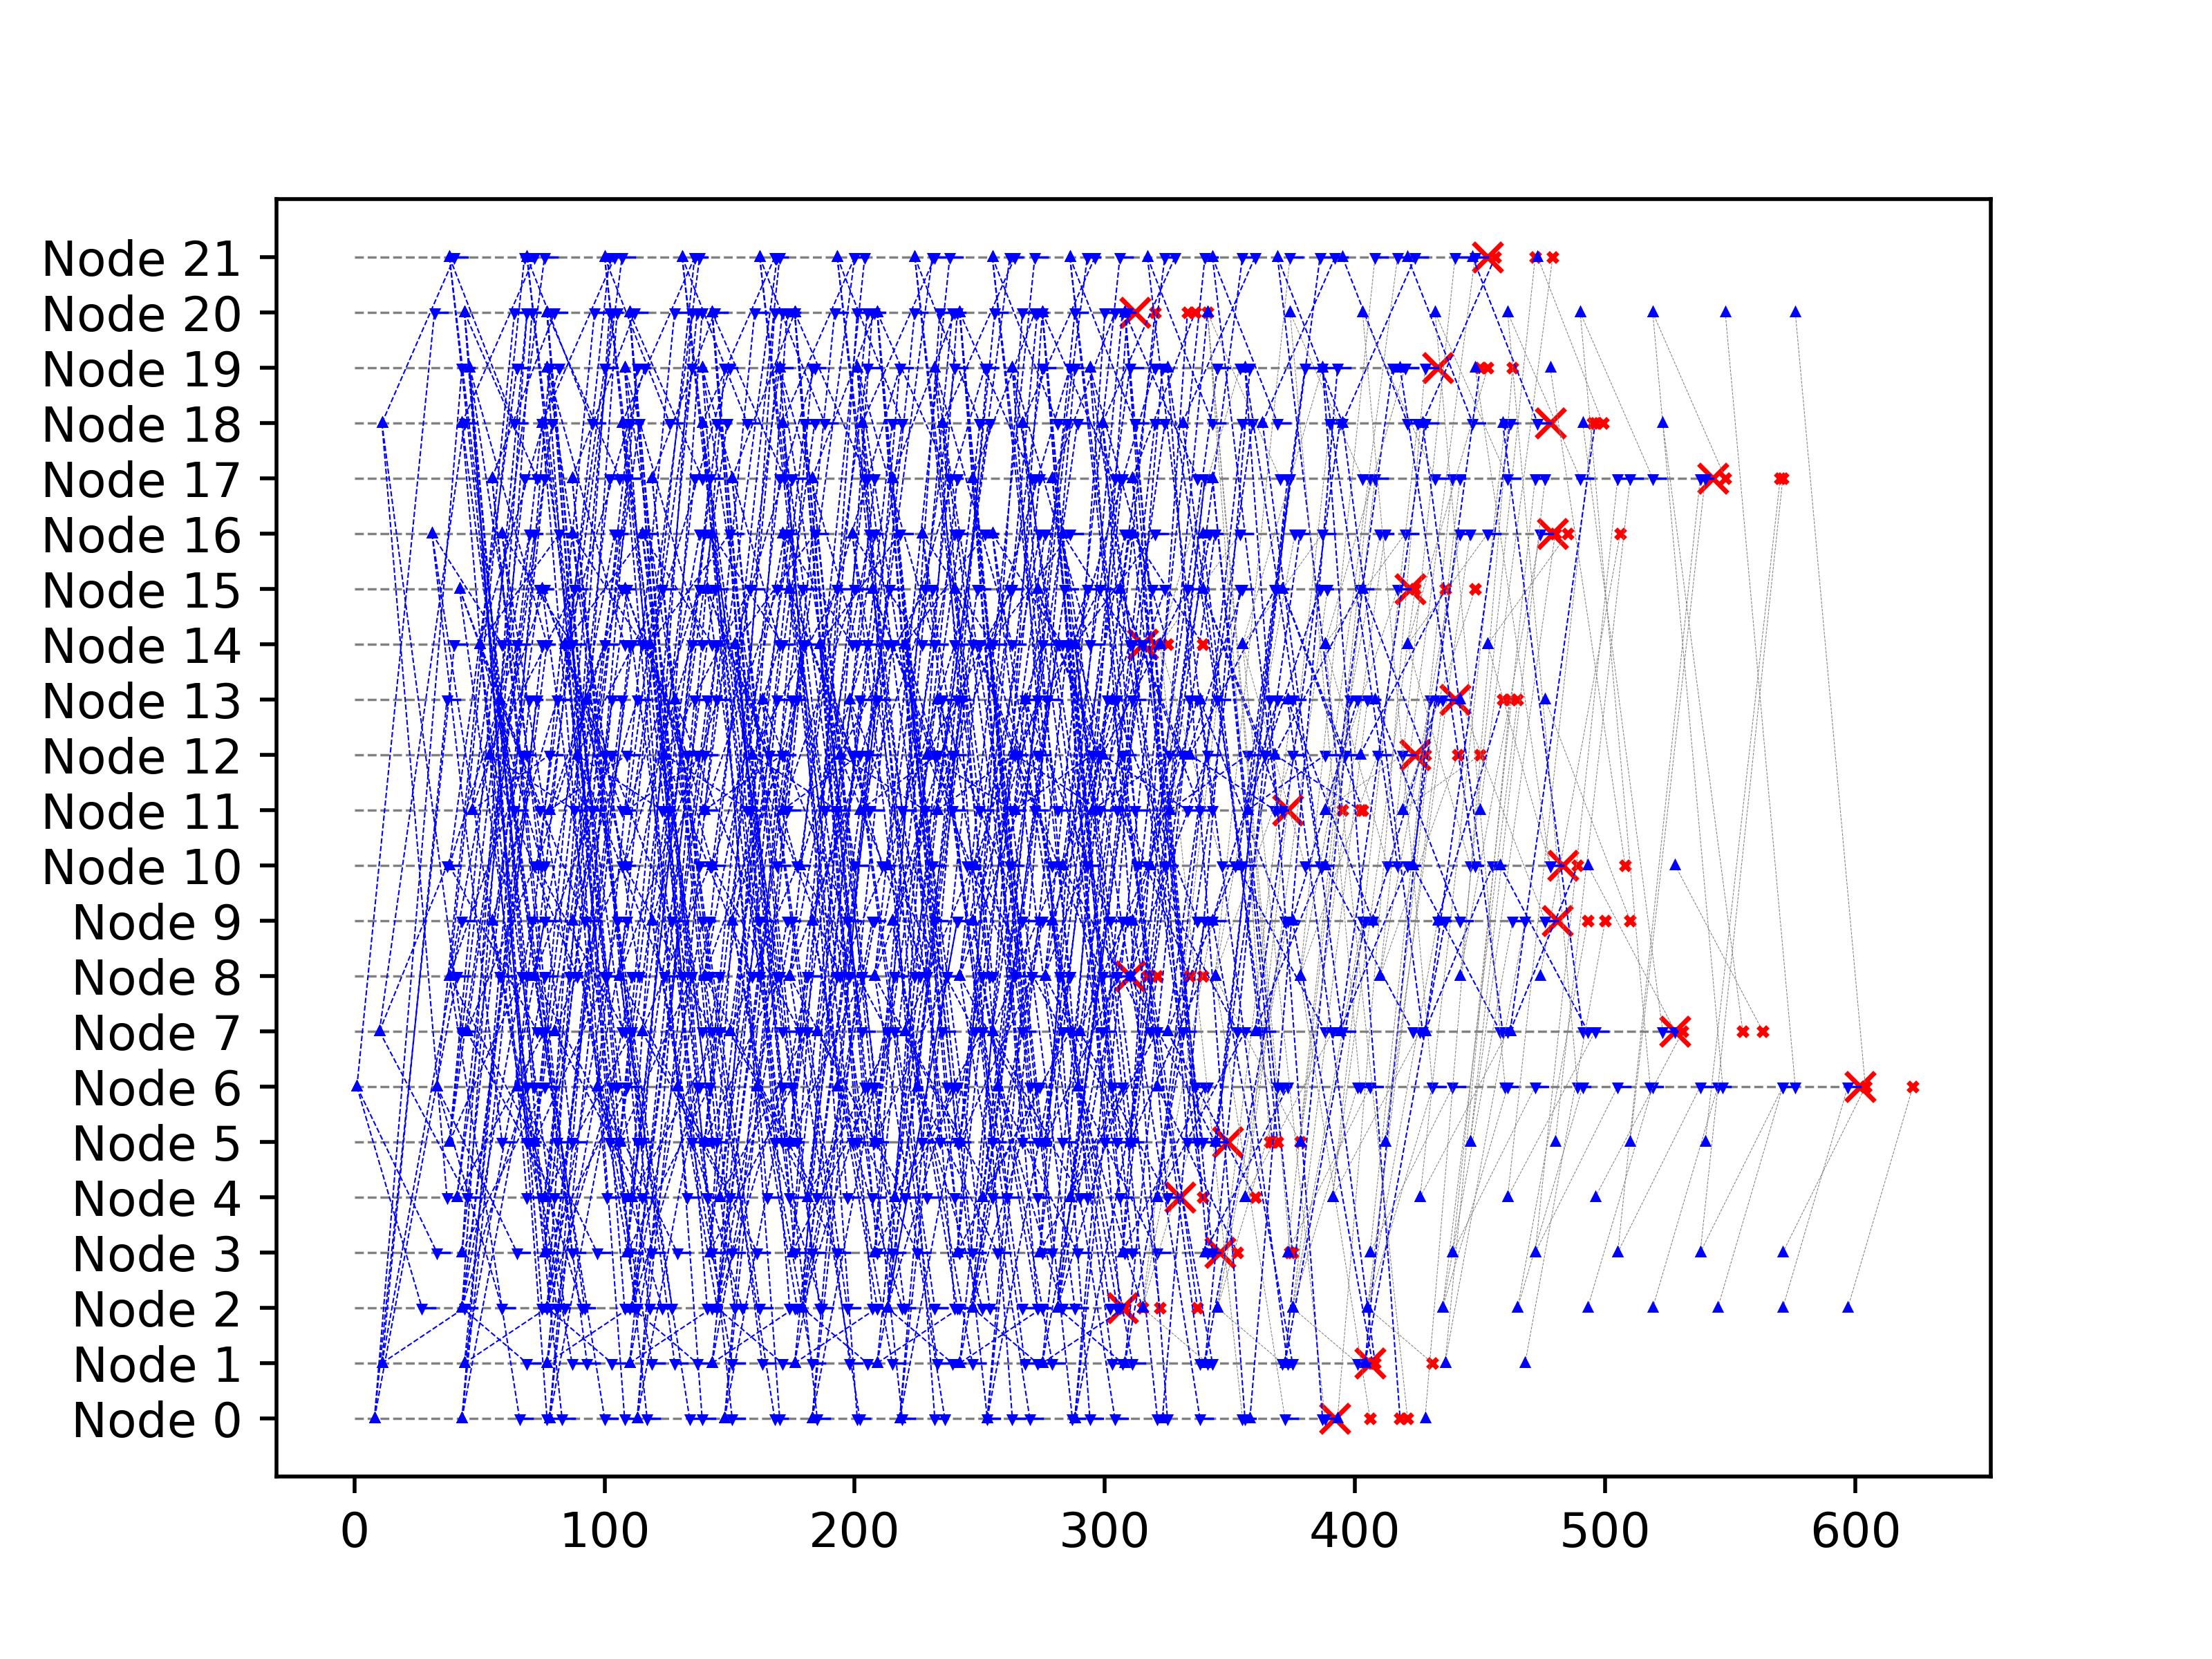 Node 21
Node 20
Node 19
Node 18
Node 17
Node 16
Node 15
Node 14
Node 13
Node 12
Node 11
Node 10
Node 9
Node 8
Node 7
Node 6
Node 5
Node 4
Node 3
Node 2
Node 1
Node 0
0 100 200 300 400 500 600